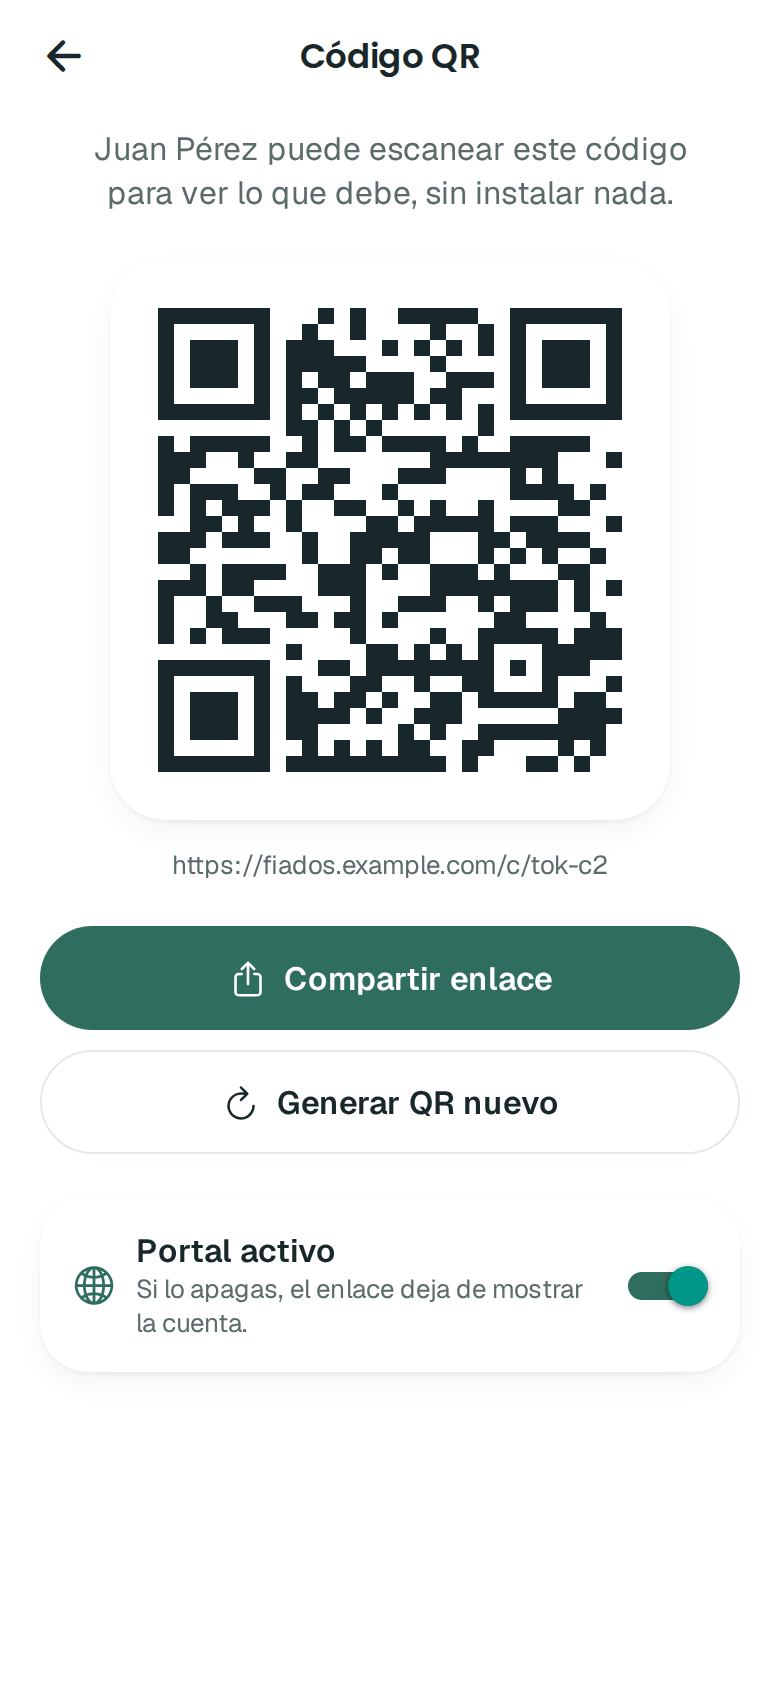 Código QR
Juan Pérez puede escanear este código
para ver lo que debe, sin instalar nada.
https://fiados.example.com/c/tok-c2
Compartir enlace
Generar QR nuevo
Portal activo
Si lo apagas, el enlace deja de mostrar
la cuenta.